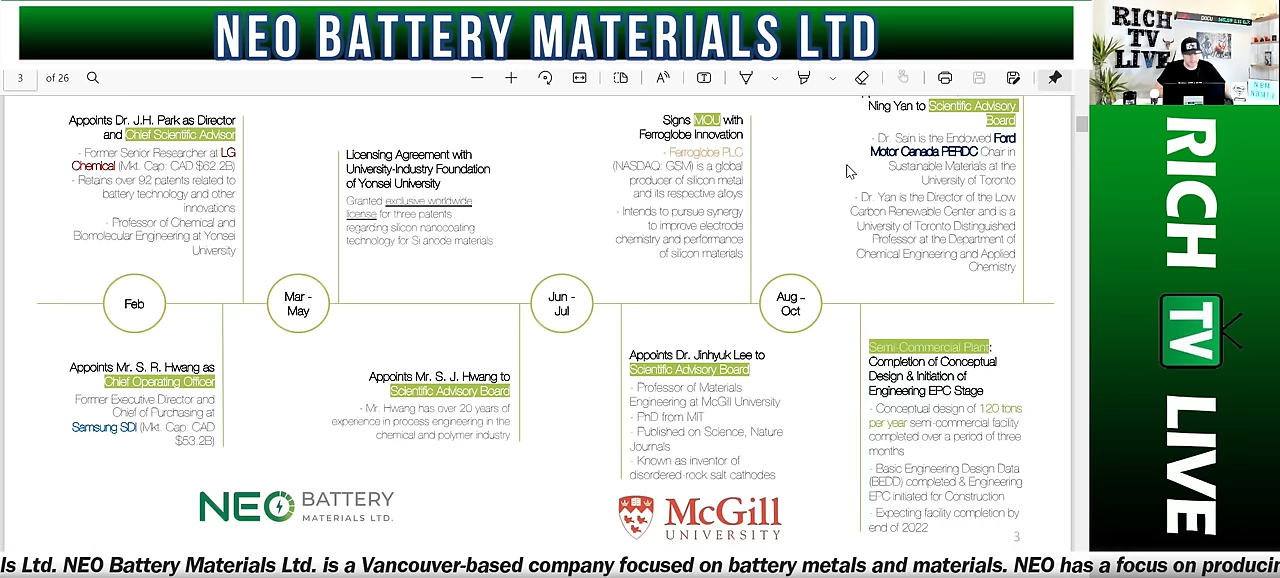 NEO BATTERY MATERIALS LTD
3
of 26
Appoints Dr. J.H. Park as Director
and Chief Scientific Advisor
- Former Senior Researcher at LG
Chemical (Mkt. Cap: CAD $62.2B)
- Retains over 92 patents related to
battery technology and other
innovations
- Professor of Chemical and
Biomolecular Engineering at Yonsei
University
Licensing Agreement with
University-Industry Foundation
of Yonsei University
Granted exclusive worldwide
license for three patents
regarding silicon nanocoating
technology for Si anode materials
Signs MOU with
Ferroglobe Innovation
- Ferroglobe PLC
(NASDAQ: GSM) is a global
producer of silicon metal
and its respective alloys
- Intends to pursue synergy
to improve electrode
chemistry and performance
of silicon materials
Ning Yan to Scientific Advisory
Board
- Dr. Sain is the Endowed Ford
Motor Canada PERDC Chair in
Sustainable Materials at the
University of Toronto
- Dr. Yan is the Director of the Low
Carbon Renewable Center and is a
University of Toronto Distinguished
Professor at the Department of
Chemical Engineering and Applied
Chemistry
Feb
Mar -
May
Jun -
Jul
Aug -
Oct
Appoints Mr. S. R. Hwang as
Chief Operating Officer
Former Executive Director and
Chief of Purchasing at
Samsung SDI (Mkt. Cap: CAD
$53.2B)
Appoints Mr. S. J. Hwang to
Scientific Advisory Board
- Mr. Hwang has over 20 years of
experience in process engineering in the
chemical and polymer industry
Appoints Dr. Jinhyuk Lee to
Scientific Advisory Board
- Professor of Materials
Engineering at McGill University
- PhD from MIT
- Published on Science, Nature
Journals
- Known as inventor of
disordered-rock salt cathodes
Semi-Commercial Plant:
Completion of Conceptual
Design & Initiation of
Engineering EPC Stage
- Conceptual design of 120 tons
per year semi-commercial facility
completed over a period of three
months
- Basic Engineering Design Data
(BEDD) completed & Engineering
EPC initiated for Construction
- Expecting facility completion by
end of 2022
NEO BATTERY
MATERIALS LTD.
McGill
UNIVERSITY
3
RICH
TV
LIVE
RICH TV LIVE
ls Ltd. NEO Battery Materials Ltd. is a Vancouver-based company focused on battery metals and materials. NEO has a focus on producin